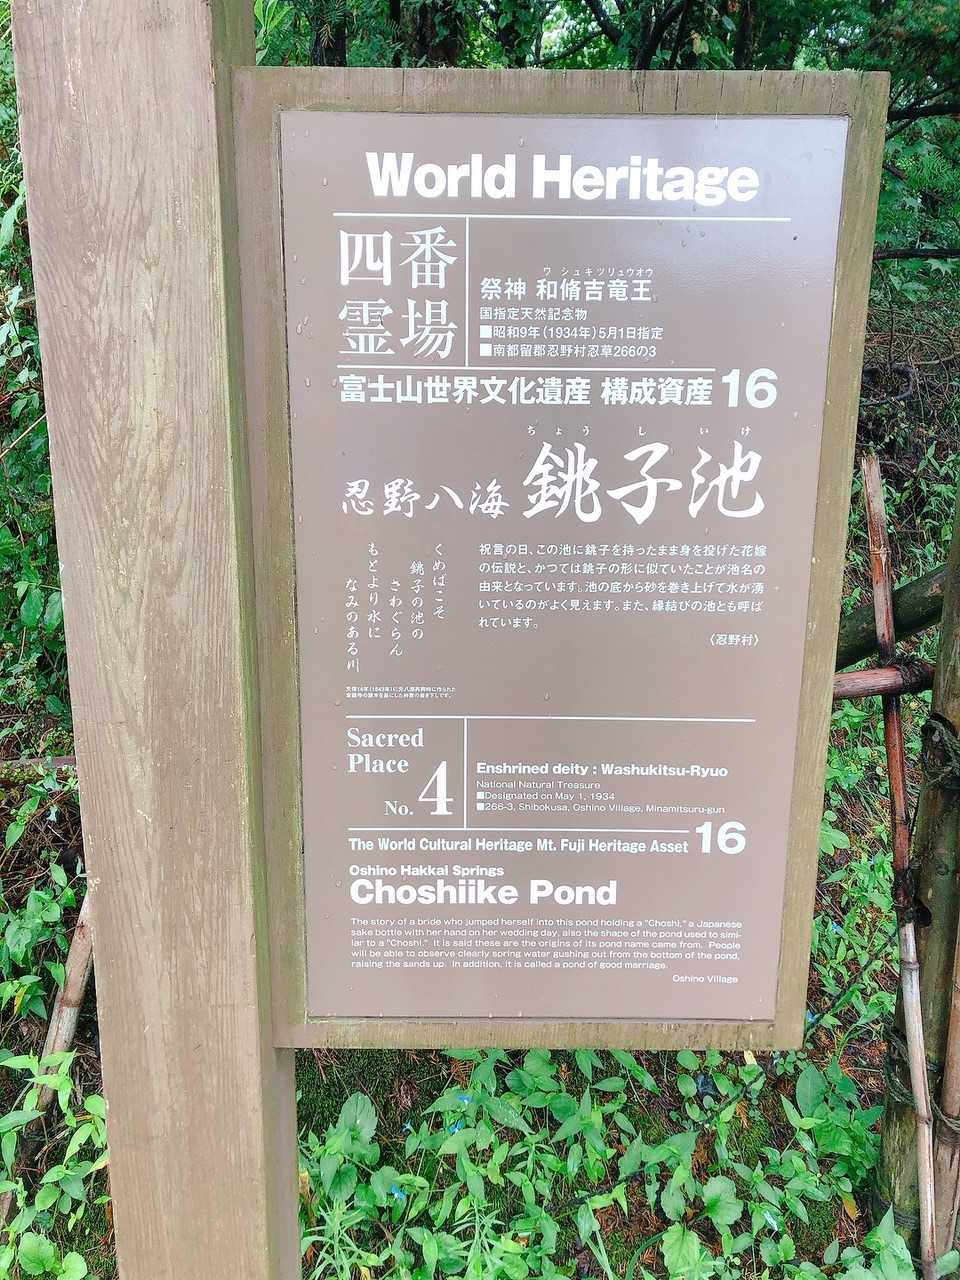 World Heritage
四番
霊場
ワ シュキツリュウオウ
祭神 和脩吉竜王
国指定天然記念物
■昭和9年(1934年)5月1日指定
■南都留郡忍野村忍草266の3
富士山世界文化遺産 構成資産 16
ちょうし いけ
忍野八海 銚子池
くめばこそ
銚子の池の
さわぐらん
もとより水に
なみのある川
祝言の日、この池に銚子を持ったまま身を投げた花嫁
の伝説と、かつては銚子の形に似ていたことが池名の
由来となっています。池の底から砂を巻き上げて水が湧
いているのがよく見えます。また、縁結びの池とも呼ば
れています。
〈忍野村〉
Sacred
Place
No. 4
Enshrined deity : Washukitsu-Ryuo
National Natural Treasure
■Designated on May 1, 1934
■266-3, Shibokusa, Oshino Village, Minamitsuru-gun
The World Cultural Heritage Mt. Fuji Heritage Asset 16
Oshino Hakkai Springs
Choshiike Pond
The story of a bride who jumped herself into this pond holding a "Choshi," a Japanese
sake bottle with her hand on her wedding day, also the shape of the pond used to simi-
lar to a "Choshi." It is said these are the origins of its pond name came from. People
will be able to observe clearly spring water gushing out from the bottom of the pond,
raising the sands up. In addition, it is called a pond of good marriage.
Oshino Village